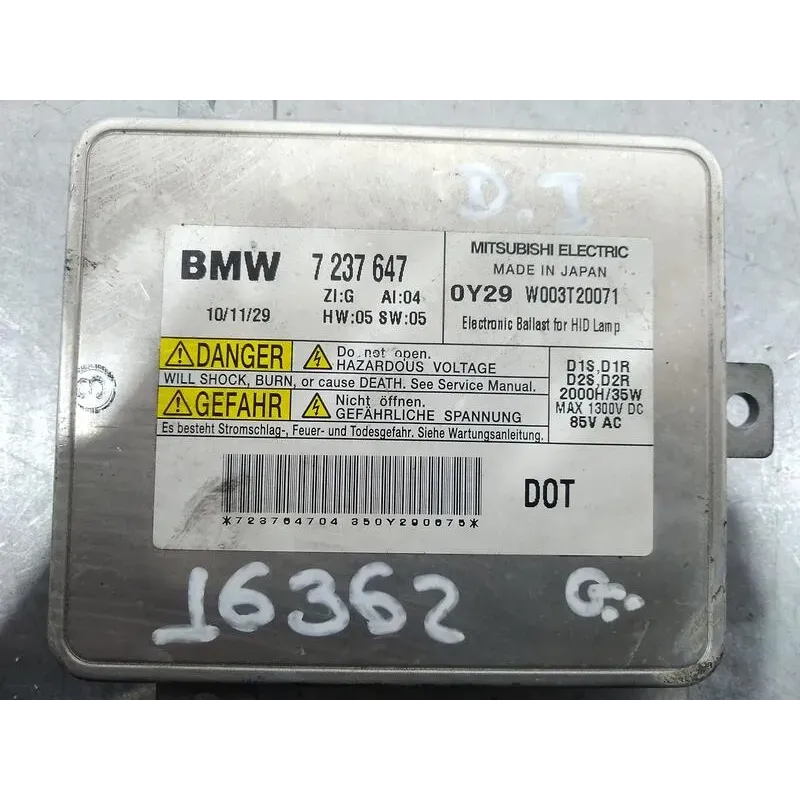 D.I
BMW 7 237 647
ZI:G AI:04
10/11/29 HW:05 SW:05
MITSUBISHI ELECTRIC
MADE IN JAPAN
0Y29 W003T20071
Electronic Ballast for HID Lamp
DANGER Do not open.
HAZARDOUS VOLTAGE
WILL SHOCK, BURN, or cause DEATH. See Service Manual.
GEFAHR Nicht öffnen.
GEFÄHRLICHE SPANNUNG
Es besteht Stromschlag-, Feuer- und Todesgefahr. Siehe Wartungsanleitung.
D1S,D1R
D2S,D2R
2000H/35W
MAX 1300V DC
85V AC
*723764704 350Y290675*
DOT
16362
3